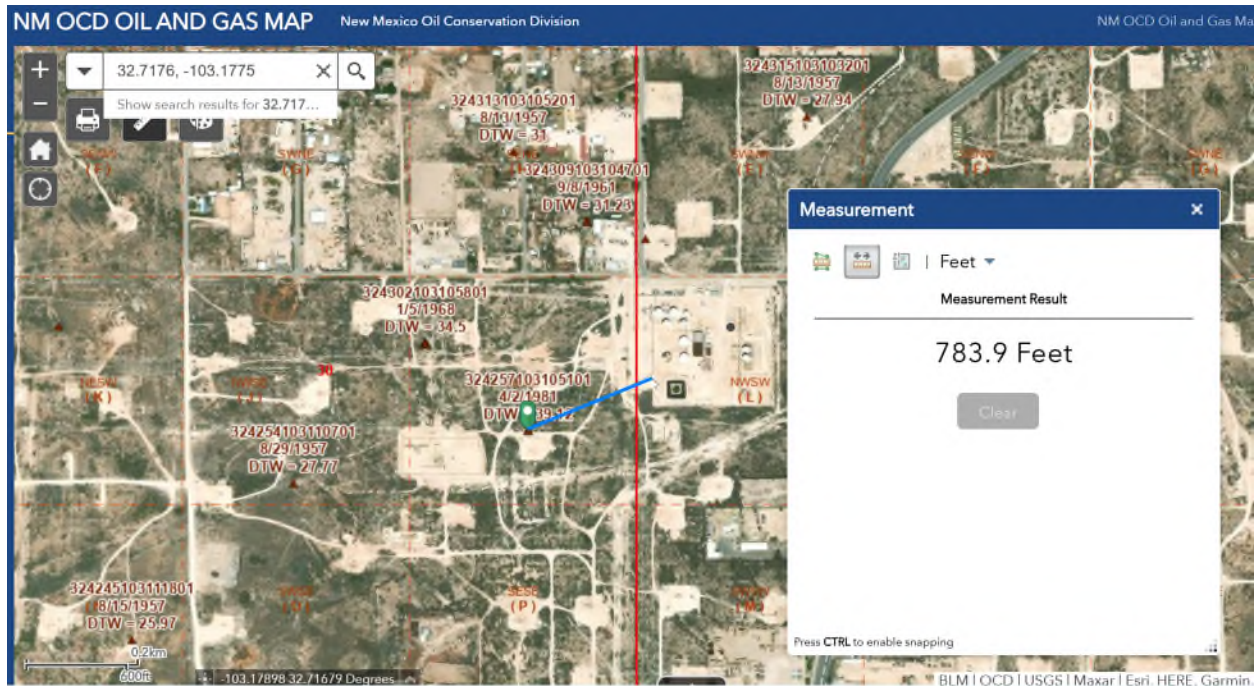 NM OCD OIL AND GAS MAP New Mexico Oil Conservation Division NM OCD Oil and Gas Ma
+
32.7176, -103.1775
−
Show search results for 32.717...
324313103105201
8/13/1957
DTW = 31
324315103103201
8/13/1957
DTW = 27.94
SWNE
( G )
( F )
( E )
( F )
SWNE
( G )
324309103104701
9/8/1961
DTW = 31.23
324302103105801
1/5/1968
DTW = 34.5
NESW
( K )
( J )
324257103105101
4/2/1981
DTW = 39.12
NWSW
( L )
324254103110701
8/29/1957
DTW = 27.77
324245103111801
8/15/1957
DTW = 25.97
( O )
SESE
( P )
( M )
0.2km
600ft
-103.17898 32.71679 Degrees
Measurement
Feet
Measurement Result
783.9 Feet
Clear
Press CTRL to enable snapping
BLM | OCD | USGS | Maxar | Esri, HERE, Garmin,